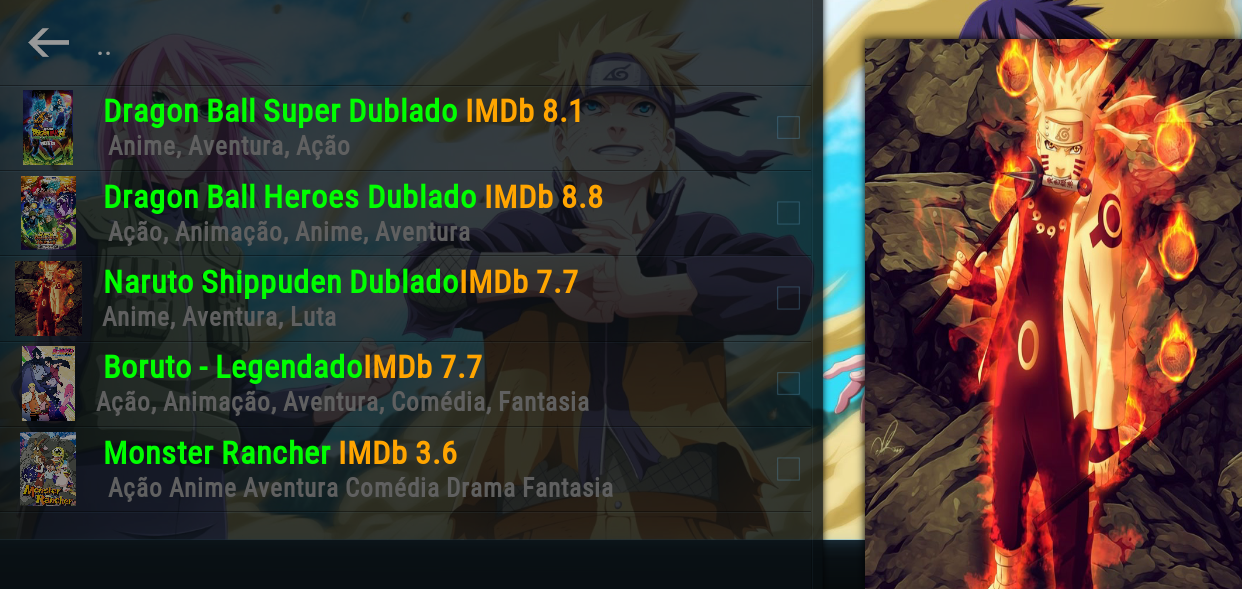 ..
Dragon Ball Super Dublado IMDb 8.1
Anime, Aventura, Ação
Dragon Ball Heroes Dublado IMDb 8.8
Ação, Animação, Anime, Aventura
Naruto Shippuden DubladoIMDb 7.7
Anime, Aventura, Luta
Boruto - LegendadoIMDb 7.7
Ação, Animação, Aventura, Comédia, Fantasia
Monster Rancher IMDb 3.6
Ação Anime Aventura Comédia Drama Fantasia
Monster
Rancher